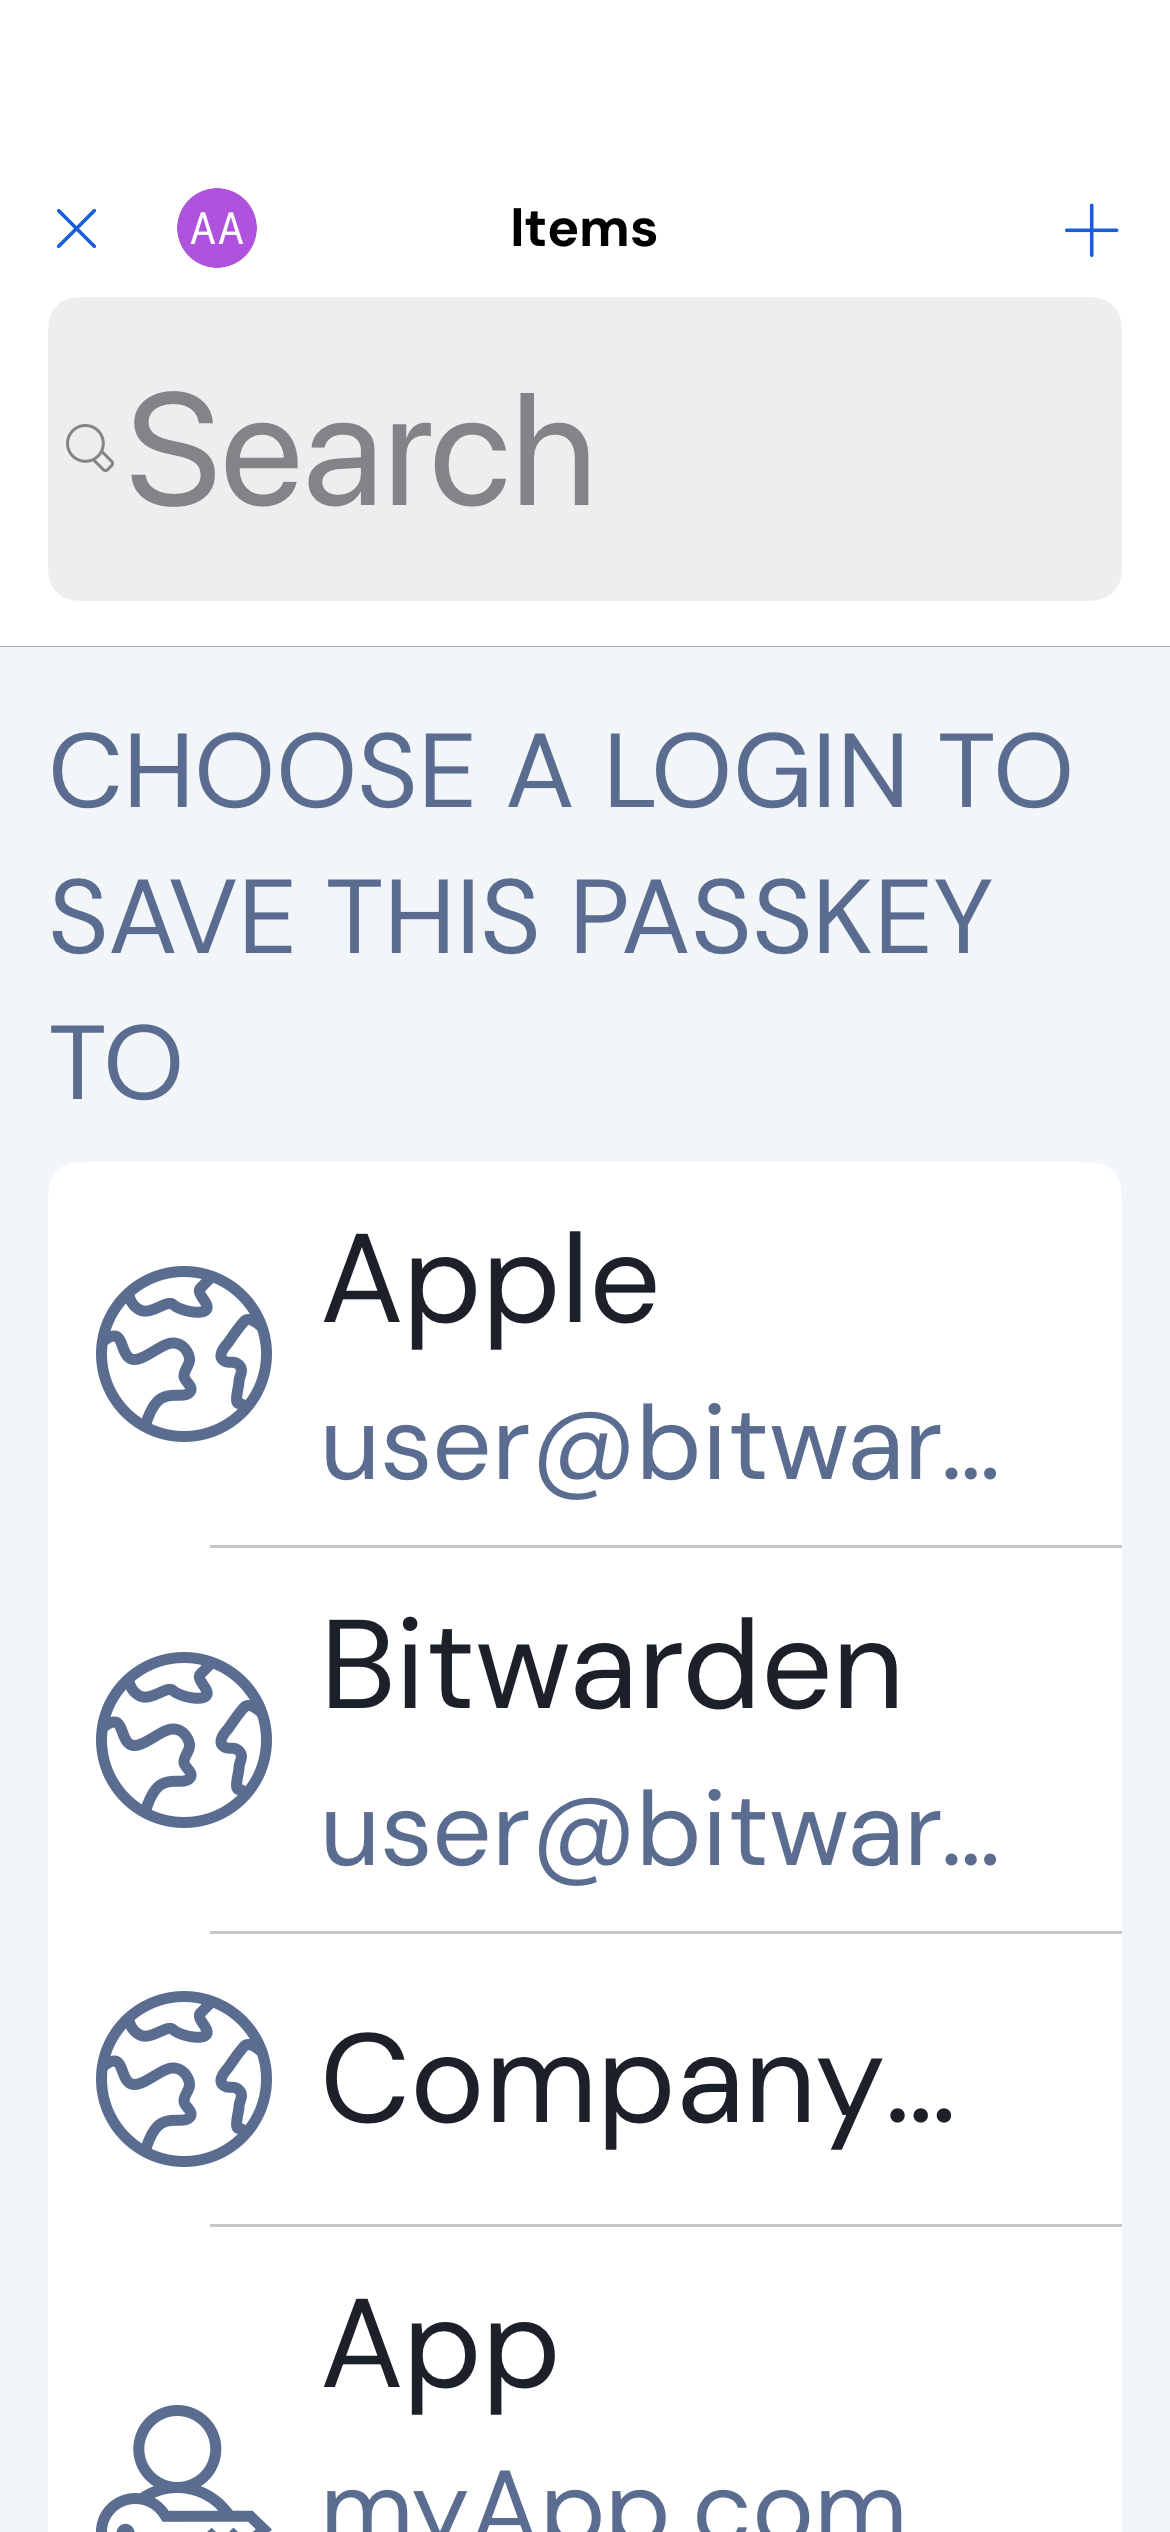 AA
Items
Search
CHOOSE A LOGIN TO
SAVE THIS PASSKEY
TO
Apple
user@bitwar...
Bitwarden
user@bitwar...
Company...
App
myApp.com